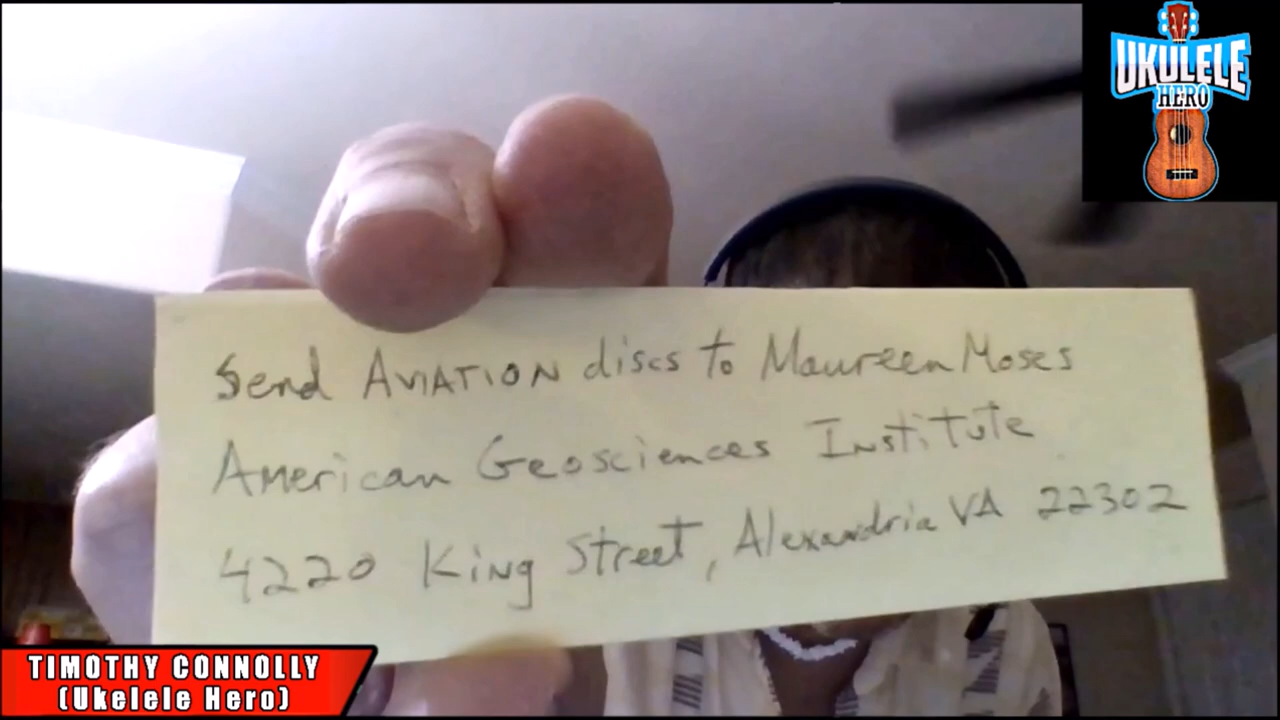 UKULELE
HERO
Send AVIATION discs to Maureen Moses
American Geosciences Institute
4220 King Street, Alexandria VA 22302
TIMOTHY CONNOLLY
(Ukelele Hero)